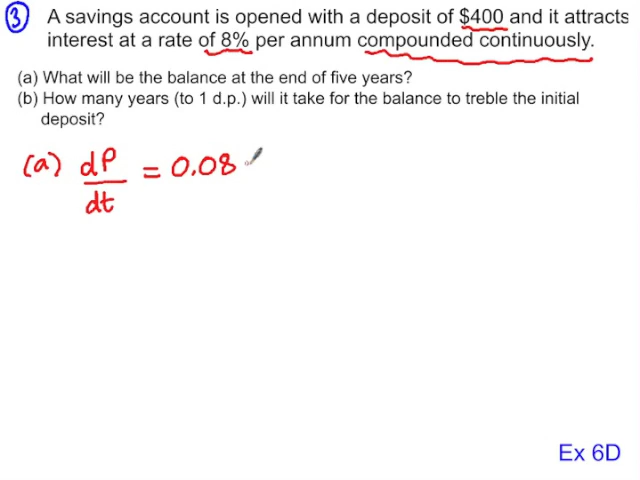 3 A savings account is opened with a deposit of $400 and it attracts
interest at a rate of 8% per annum compounded continuously.
(a) What will be the balance at the end of five years?
(b) How many years (to 1 d.p.) will it take for the balance to treble the initial
deposit?
(a) dP/dt = 0.08
Ex 6D